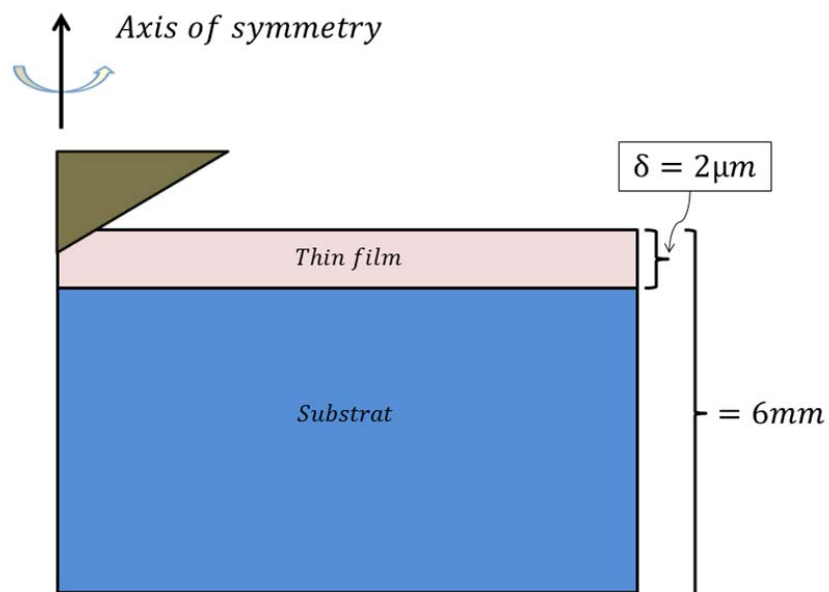 Axis of symmetry
δ = 2μm
Thin film
Substrat
= 6mm